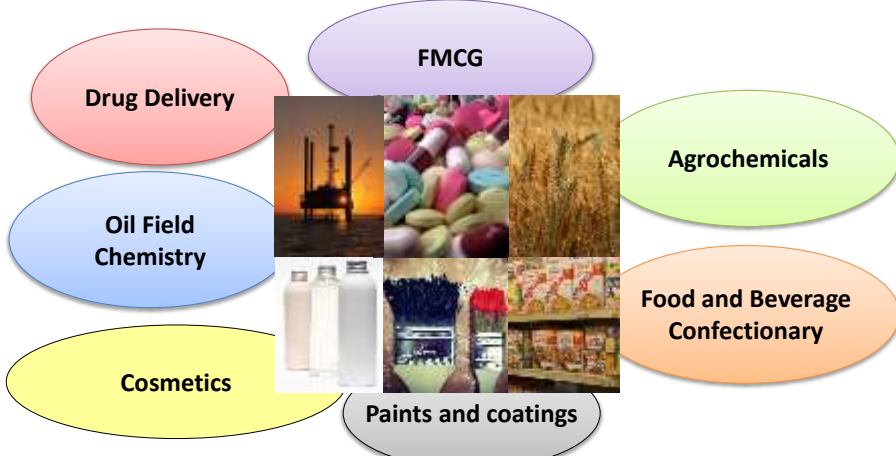 FMCG
Drug Delivery
Agrochemicals
Oil Field
Chemistry
Food and Beverage
Confectionary
Cosmetics
Paints and coatings